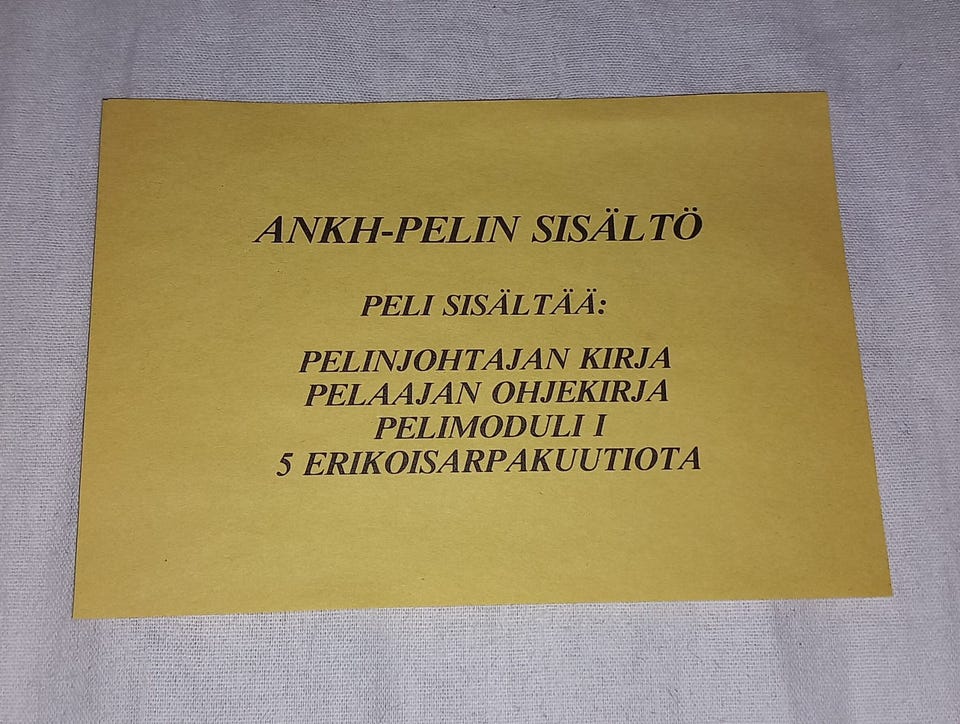 ANKH-PELIN SISÄLTÖ
PELI SISÄLTÄÄ:
PELINJOHTAJAN KIRJA
PELAAJAN OHJEKIRJA
PELIMODULI I
5 ERIKOISARPAKUUTIOTA